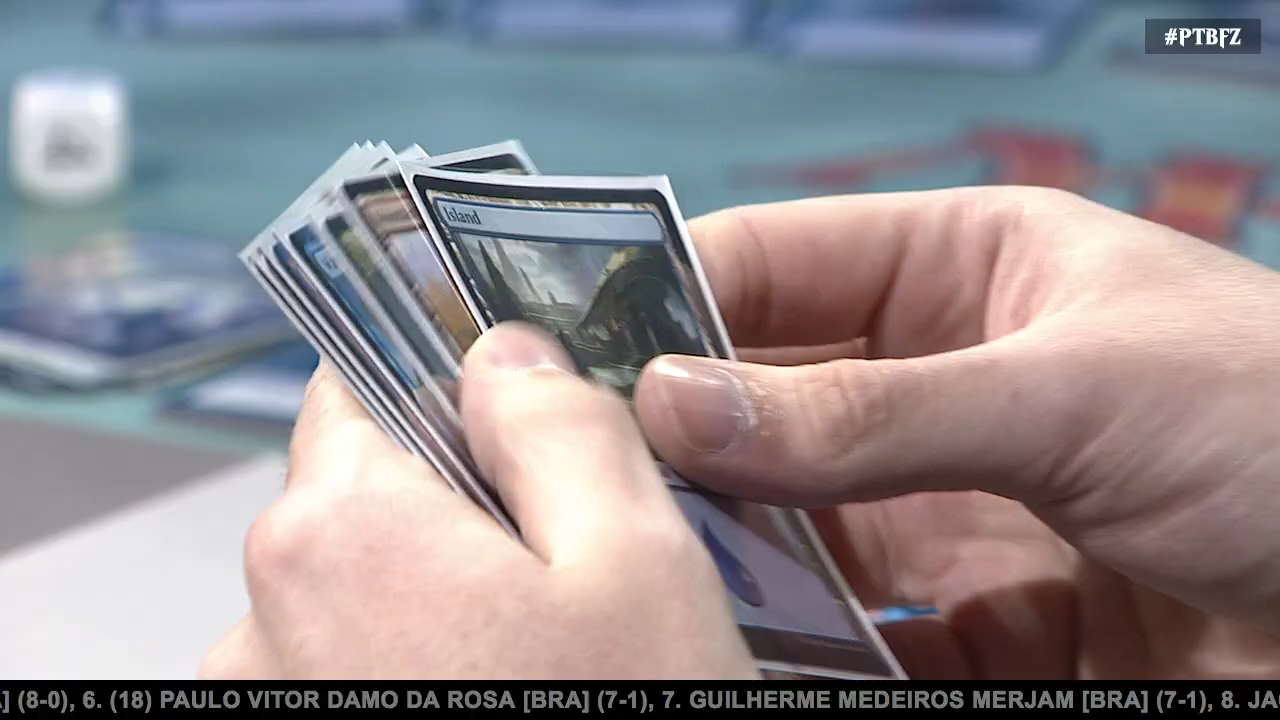 #PTBFZ
Island
] (8-0), 6. (18) PAULO VITOR DAMO DA ROSA [BRA] (7-1), 7. GUILHERME MEDEIROS MERJAM [BRA] (7-1), 8. JA